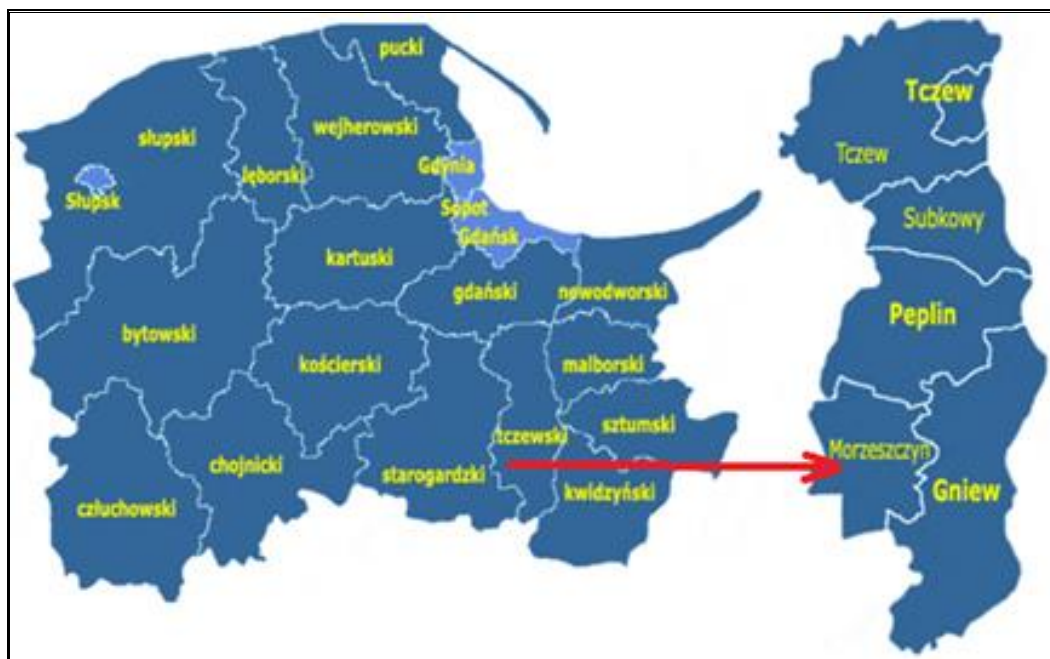 pucki
wejherowski
słupski
lęborski
Gdynia
Słupsk
Sopot
Gdańsk
kartuski
gdański
nowodworski
bytowski
kościerski
malborski
sztumski
tczewski
chojnicki
starogardzki
kwidzyński
człuchowski
Tczew
Tczew
Subkowy
Peplin
Morzeszczyn
Gniew